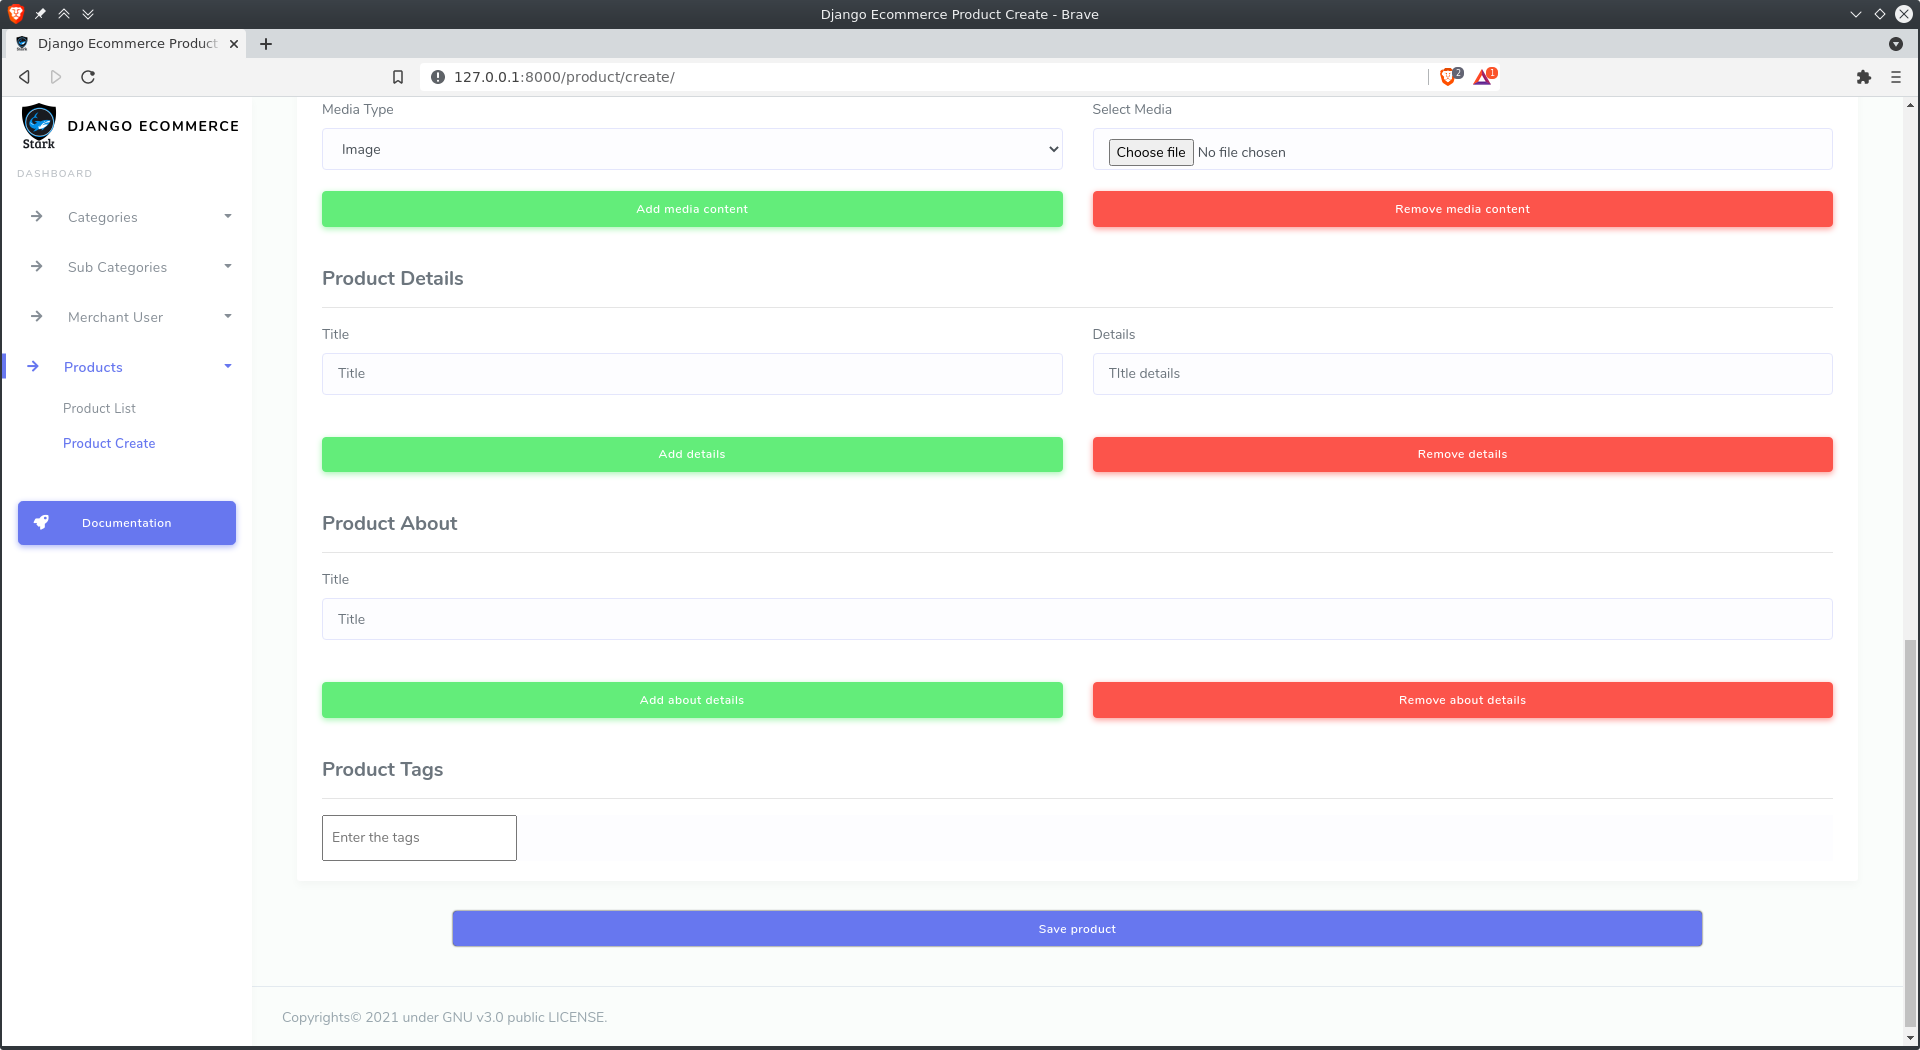 Django Ecommerce Product Create - Brave
Django Ecommerce Product
127.0.0.1:8000/product/create/
2
1
Stark
DJANGO ECOMMERCE
DASHBOARD
Categories
Sub Categories
Merchant User
Products
Product List
Product Create
Documentation
Media Type
Select Media
Image
Choose file No file chosen
Add media content
Remove media content
Product Details
Title
Details
Title
TItle details
Add details
Remove details
Product About
Title
Title
Add about details
Remove about details
Product Tags
Enter the tags
Save product
Copyrights© 2021 under GNU v3.0 public LICENSE.